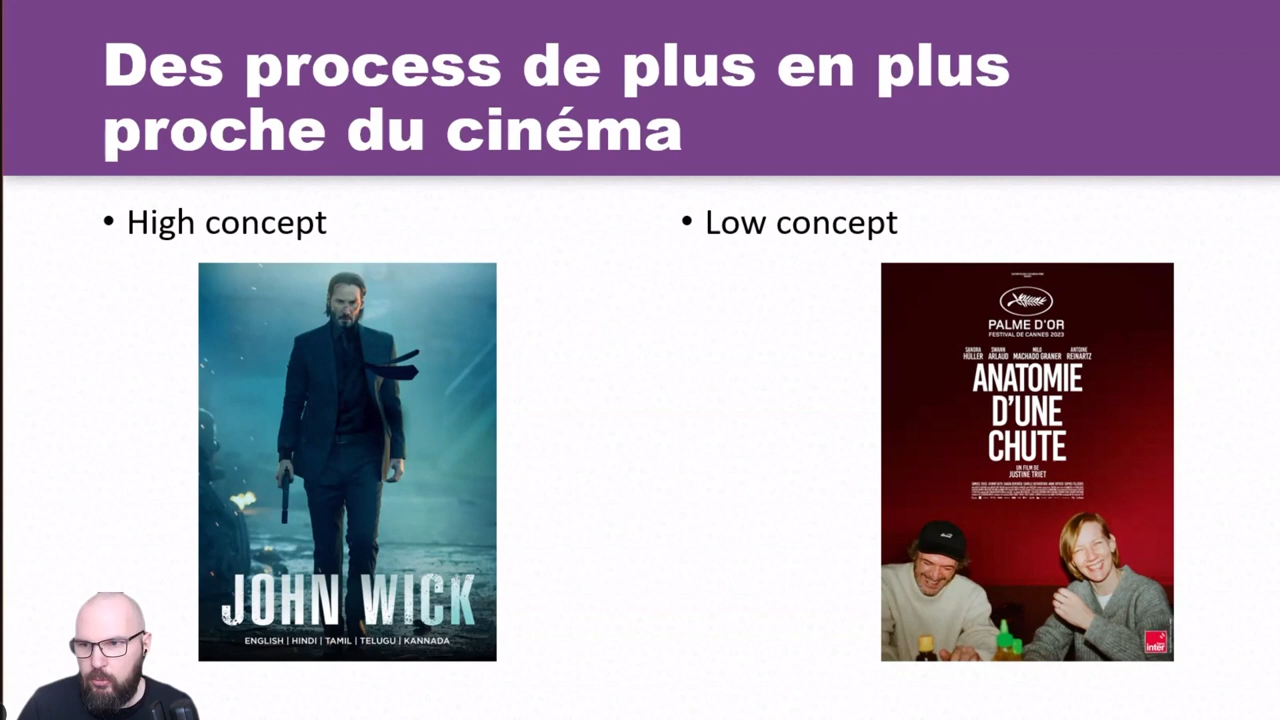 Des process de plus en plus
proche du cinéma
• High concept
• Low concept
JOHN WICK
ENGLISH | HINDI | TAMIL | TELUGU | KANNADA
PALME D'OR
FESTIVAL DE CANNES 2023
SANDRA HÜLLER SWANN ARLAUD MILO MACHADO GRANER ANTOINE REINARTZ
ANATOMIE
D'UNE
CHUTE
UN FILM DE
JUSTINE TRIET
inter